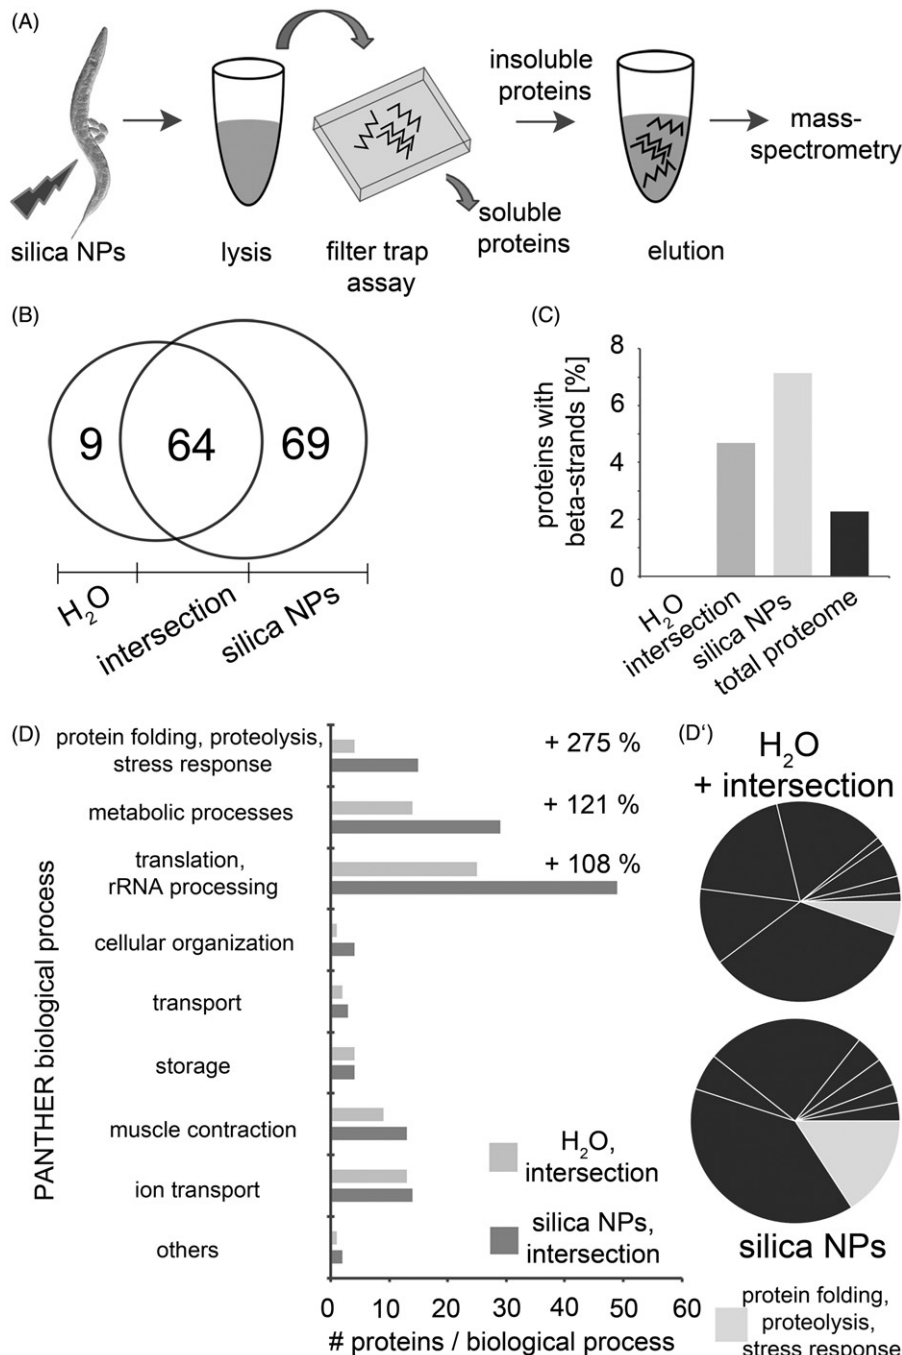 (A)
insoluble
proteins
mass-
spectrometry
silica NPs
lysis
filter trap
assay
soluble
proteins
elution
(B)
9
64
69
H₂O
intersection
silica NPs
(C)
proteins with
beta-strands [%]
8
6
4
2
0
H₂O
intersection
silica NPs
total proteome
(D)
PANTHER biological process
protein folding, proteolysis,
stress response
+ 275 %
metabolic processes
+ 121 %
translation,
rRNA processing
+ 108 %
cellular organization
transport
storage
muscle contraction
ion transport
others
H₂O,
intersection
silica NPs,
intersection
0 10 20 30 40 50 60
# proteins / biological process
(D')
H₂O
+ intersection
silica NPs
protein folding,
proteolysis,
stress response